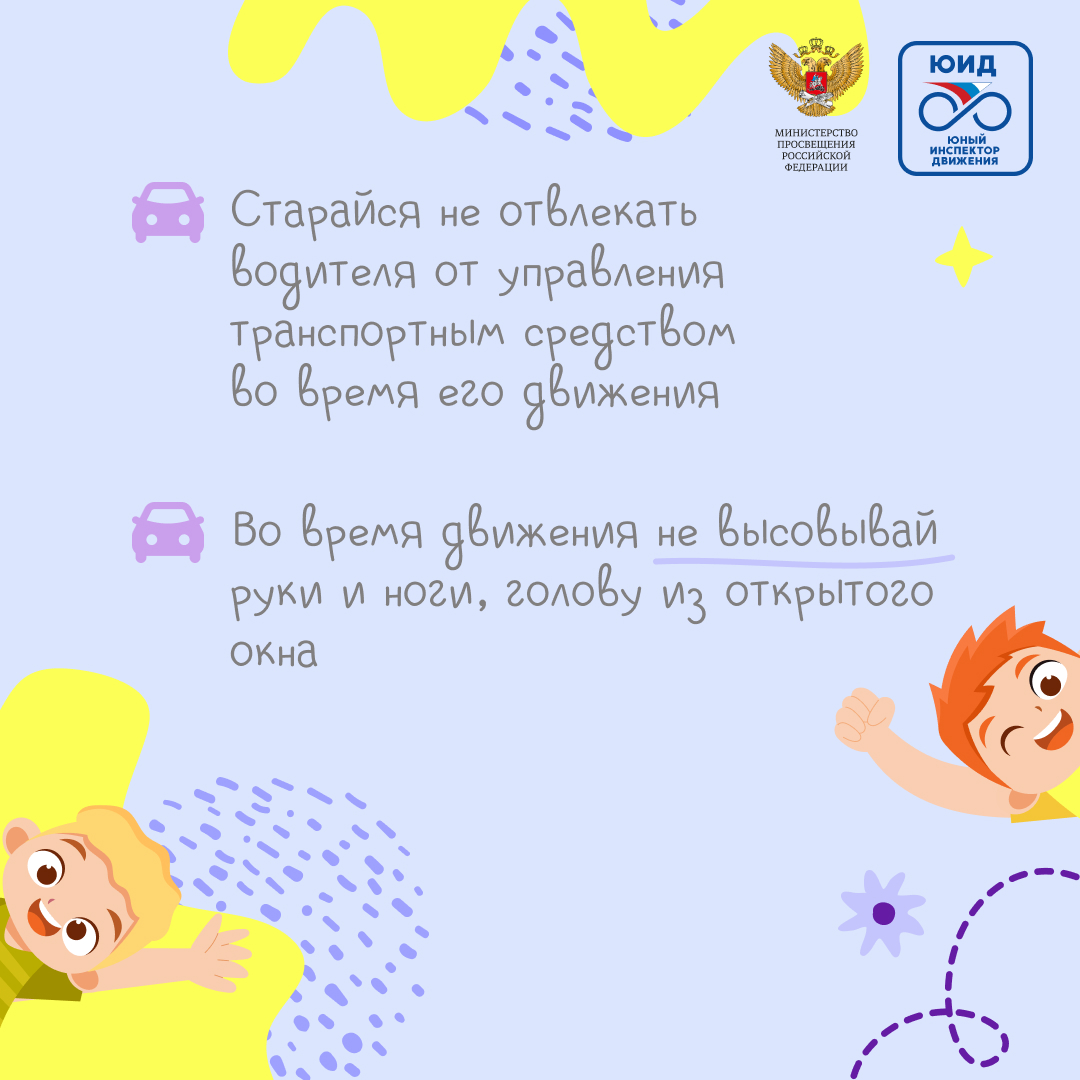 МИНИСТЕРСТВО
ПРОСВЕЩЕНИЯ
РОССИЙСКОЙ
ФЕДЕРАЦИИ
ЮИД
ЮНЫЙ
ИНСПЕКТОР
ДВИЖЕНИЯ
Старайся не отвлекать
водителя от управления
транспортным средством
во время его движения
Во время движения не высовывай
руки и ноги, голову из открытого
окна